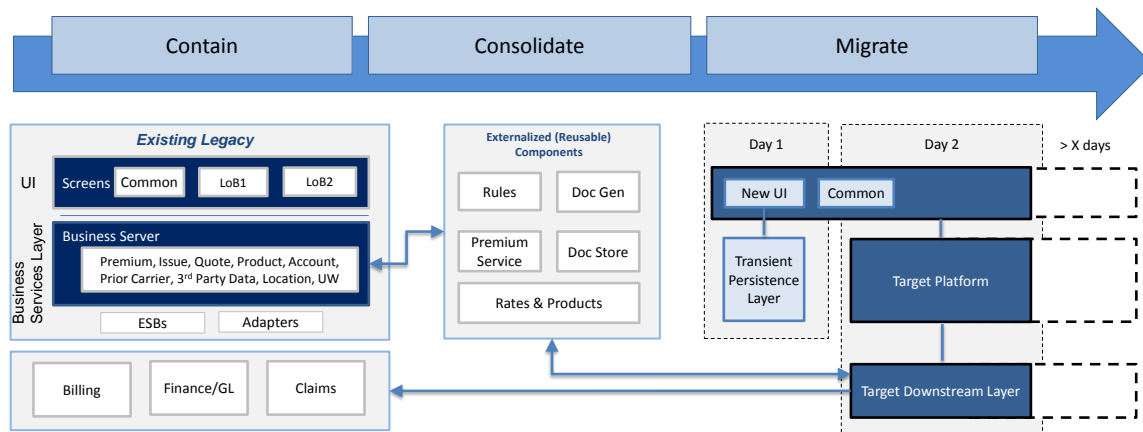 Contain
Consolidate
Migrate
Existing Legacy
UI
Screens
Common
LoB1
LoB2
Business
Services Layer
Business Server
Premium, Issue, Quote, Product, Account,
Prior Carrier, 3rd Party Data, Location, UW
ESBs
Adapters
Billing
Finance/GL
Claims
Externalized (Reusable)
Components
Rules
Doc Gen
Premium
Service
Doc Store
Rates & Products
Day 1
Day 2
> X days
New UI
Common
Transient
Persistence
Layer
Target Platform
Target Downstream Layer